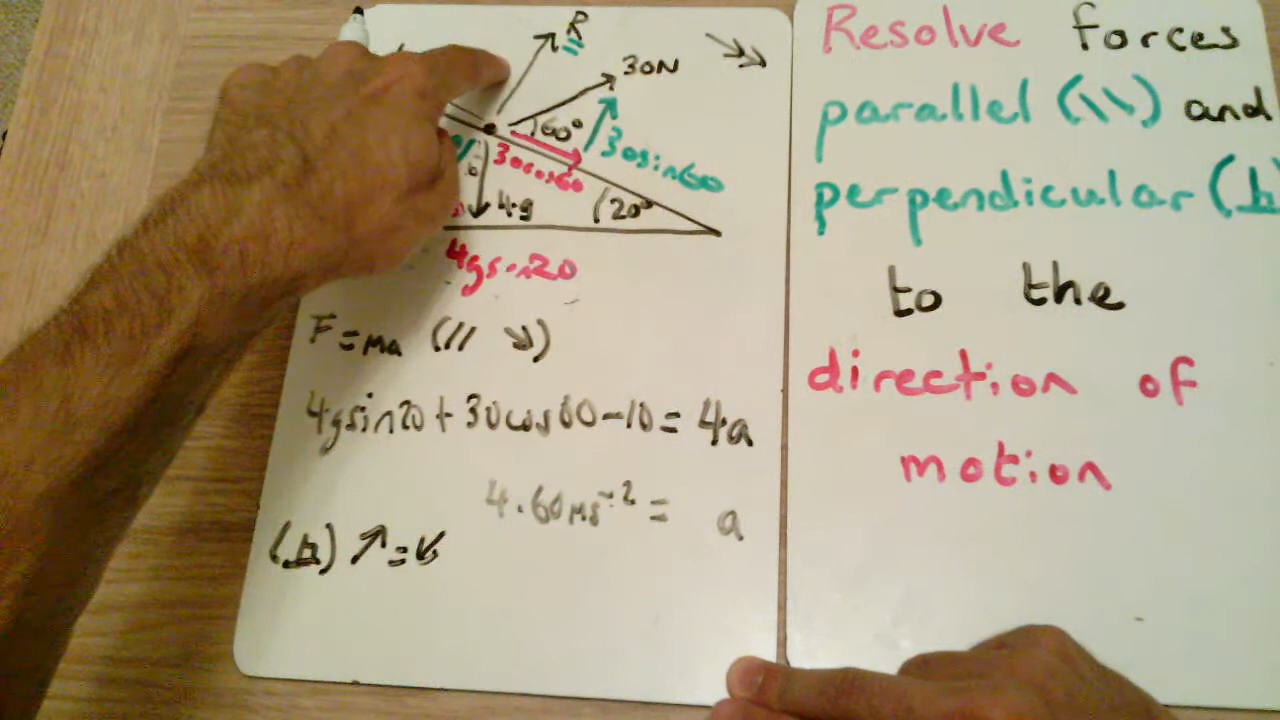 R
30N
60°
30sin60
30cos60
4g
20°
4gsin20
F=ma (// ↘)
4gsin20 + 30cos60 - 10 = 4a
4.60ms⁻² = a
(⊥) ↗ = ↙
Resolve forces
parallel (\\) and
perpendicular (⊥)
to the
direction of
motion